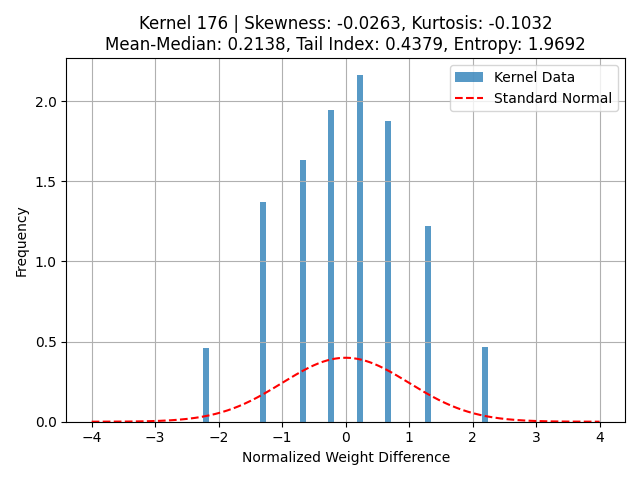 Kernel 176 | Skewness: -0.0263, Kurtosis: -0.1032
Mean-Median: 0.2138, Tail Index: 0.4379, Entropy: 1.9692
Kernel Data
Standard Normal
Frequency
2.0
1.5
1.0
0.5
0.0
−4 −3 −2 −1 0 1 2 3 4
Normalized Weight Difference